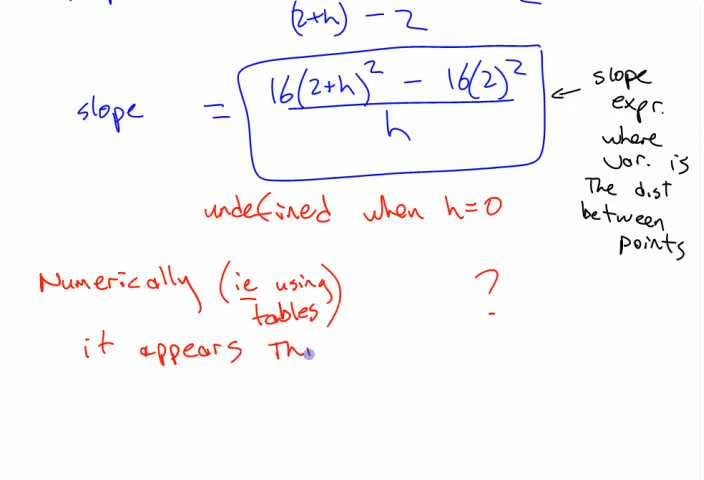 (2+h) - 2
slope = 16(2+h)² - 16(2)² / h
← slope
expr.
where
var. is
The dist
between
points
undefined when h=0
Numerically (ie using
tables)
?
it appears Th